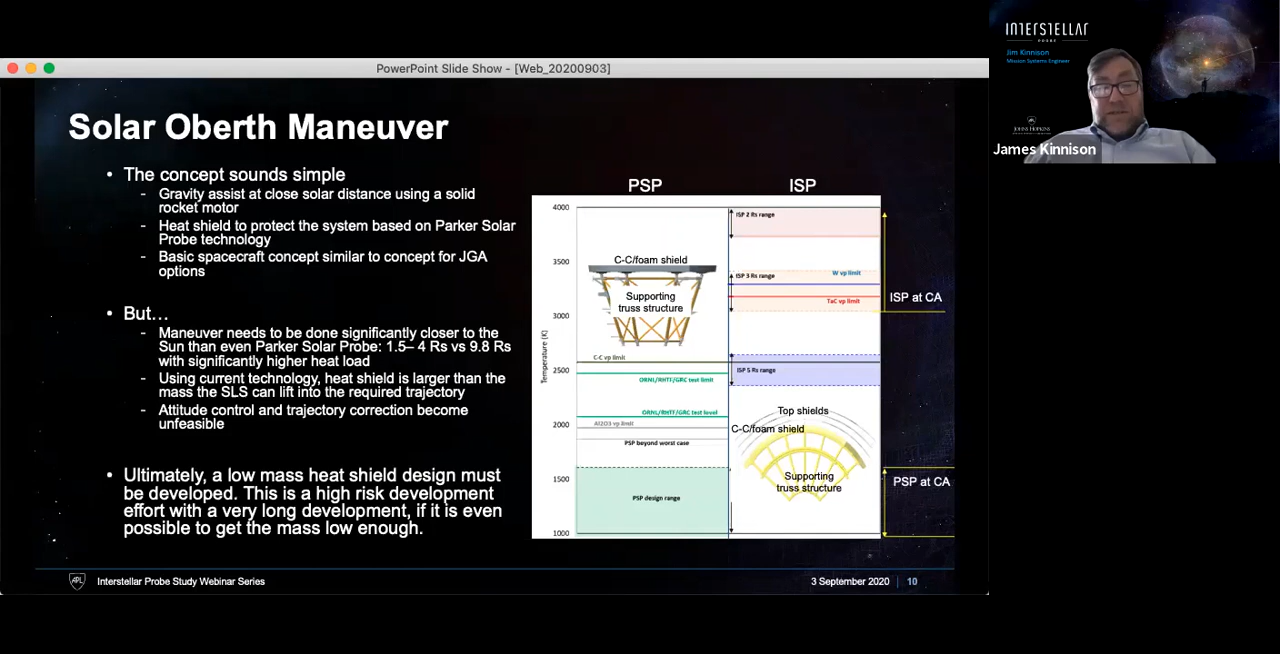 PowerPoint Slide Show - [Web_20200903]
INTERSTELLAR
PROBE
Jim Kinnison
Mission Systems Engineer
JOHNS HOPKINS
James Kinnison
Solar Oberth Maneuver
• The concept sounds simple
- Gravity assist at close solar distance using a solid
rocket motor
- Heat shield to protect the system based on Parker Solar
Probe technology
- Basic spacecraft concept similar to concept for JGA
options
• But…
- Maneuver needs to be done significantly closer to the
Sun than even Parker Solar Probe: 1.5– 4 Rs vs 9.8 Rs
with significantly higher heat load
- Using current technology, heat shield is larger than the
mass the SLS can lift into the required trajectory
- Attitude control and trajectory correction become
unfeasible
• Ultimately, a low mass heat shield design must
be developed. This is a high risk development
effort with a very long development, if it is even
possible to get the mass low enough.
PSP
ISP
Temperature (K)
4000
3500
3000
2500
2000
1500
1000
C-C/foam shield
Supporting
truss structure
C-C vp limit
ORNL/RHTF/GRC test limit
ORNL/RHTF/GRC test level
Al2O3 vp limit
PSP beyond worst case
PSP design range
ISP 2 Rs range
ISP 3 Rs range
W vp limit
TaC vp limit
ISP 5 Rs range
Top shields
C-C/foam shield
Supporting
truss structure
ISP at CA
PSP at CA
APL
Interstellar Probe Study Webinar Series
3 September 2020 | 10